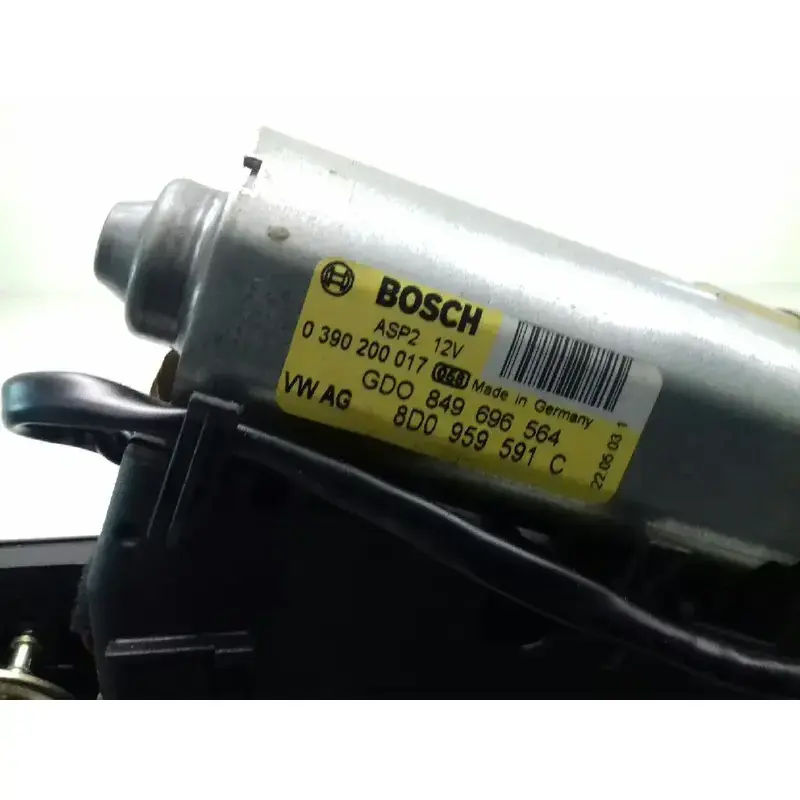 BOSCH
ASP2 12V
0 390 200 017 Made in Germany
GDO 849 696 564
VW AG 8D0 959 591 C
22.05.03 1